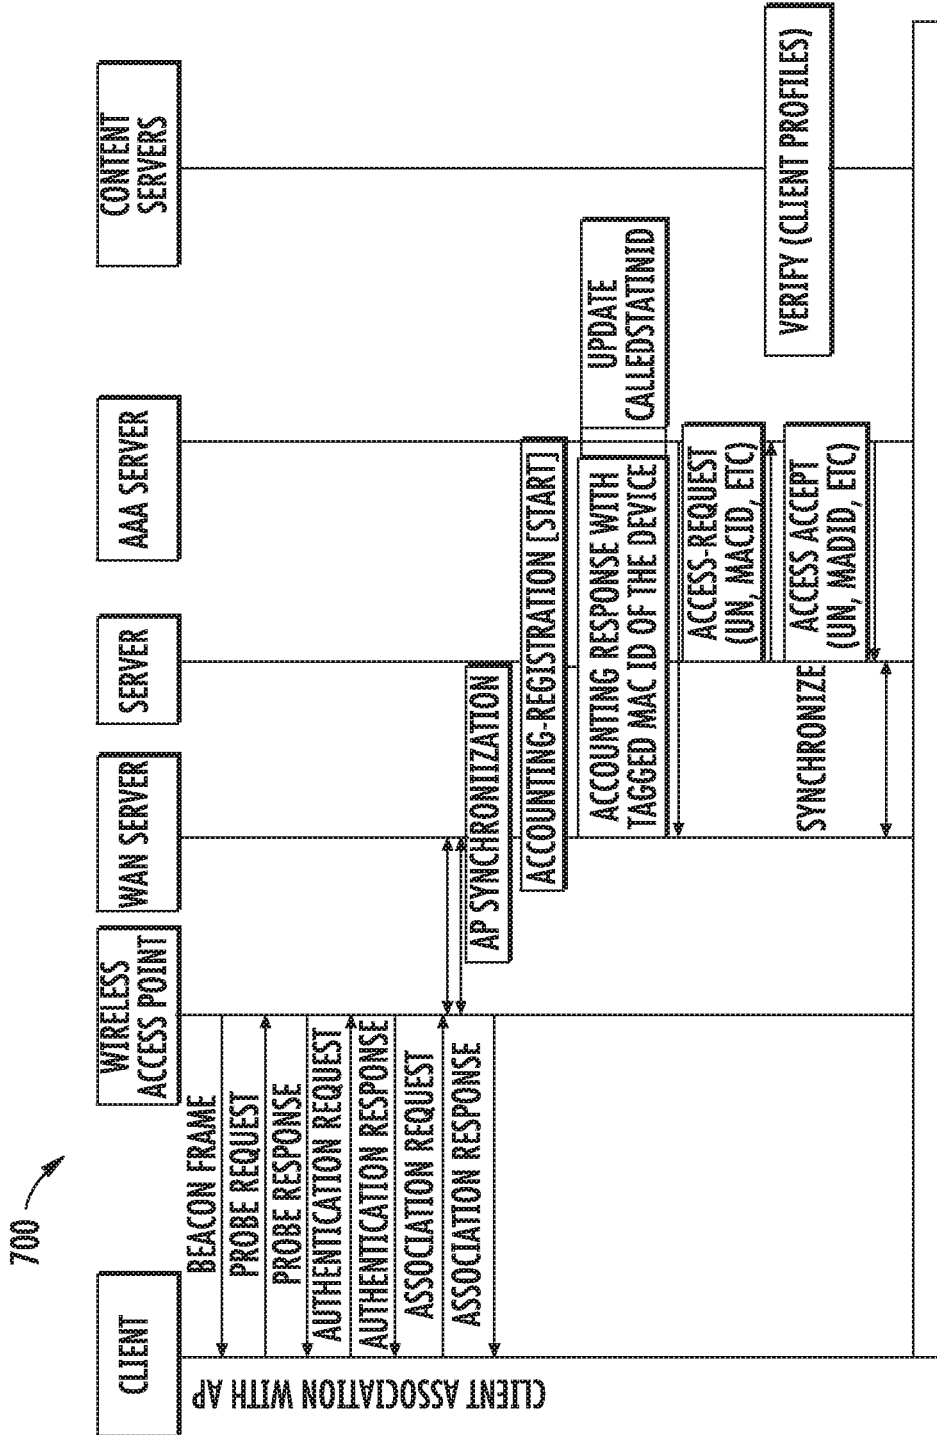 700
CLIENT
WIRELESS
ACCESS POINT
WAN SERVER
SERVER
AAA SERVER
CONTENT
SERVERS
CLIENT ASSOCIATION WITH AP
BEACON FRAME
PROBE REQUEST
PROBE RESPONSE
AUTHENTICATION REQUEST
AUTHENTICATION RESPONSE
ASSOCIATION REQUEST
ASSOCIATION RESPONSE
AP SYNCHRONIZATION
ACCOUNTING-REGISTRATION [START]
ACCOUNTING RESPONSE WITH
TAGGED MAC ID OF THE DEVICE
UPDATE
CALLEDSTATINID
ACCESS-REQUEST
(UN, MACID, ETC)
VERIFY (CLIENT PROFILES)
ACCESS ACCEPT
(UN, MADID, ETC)
SYNCHRONIZE